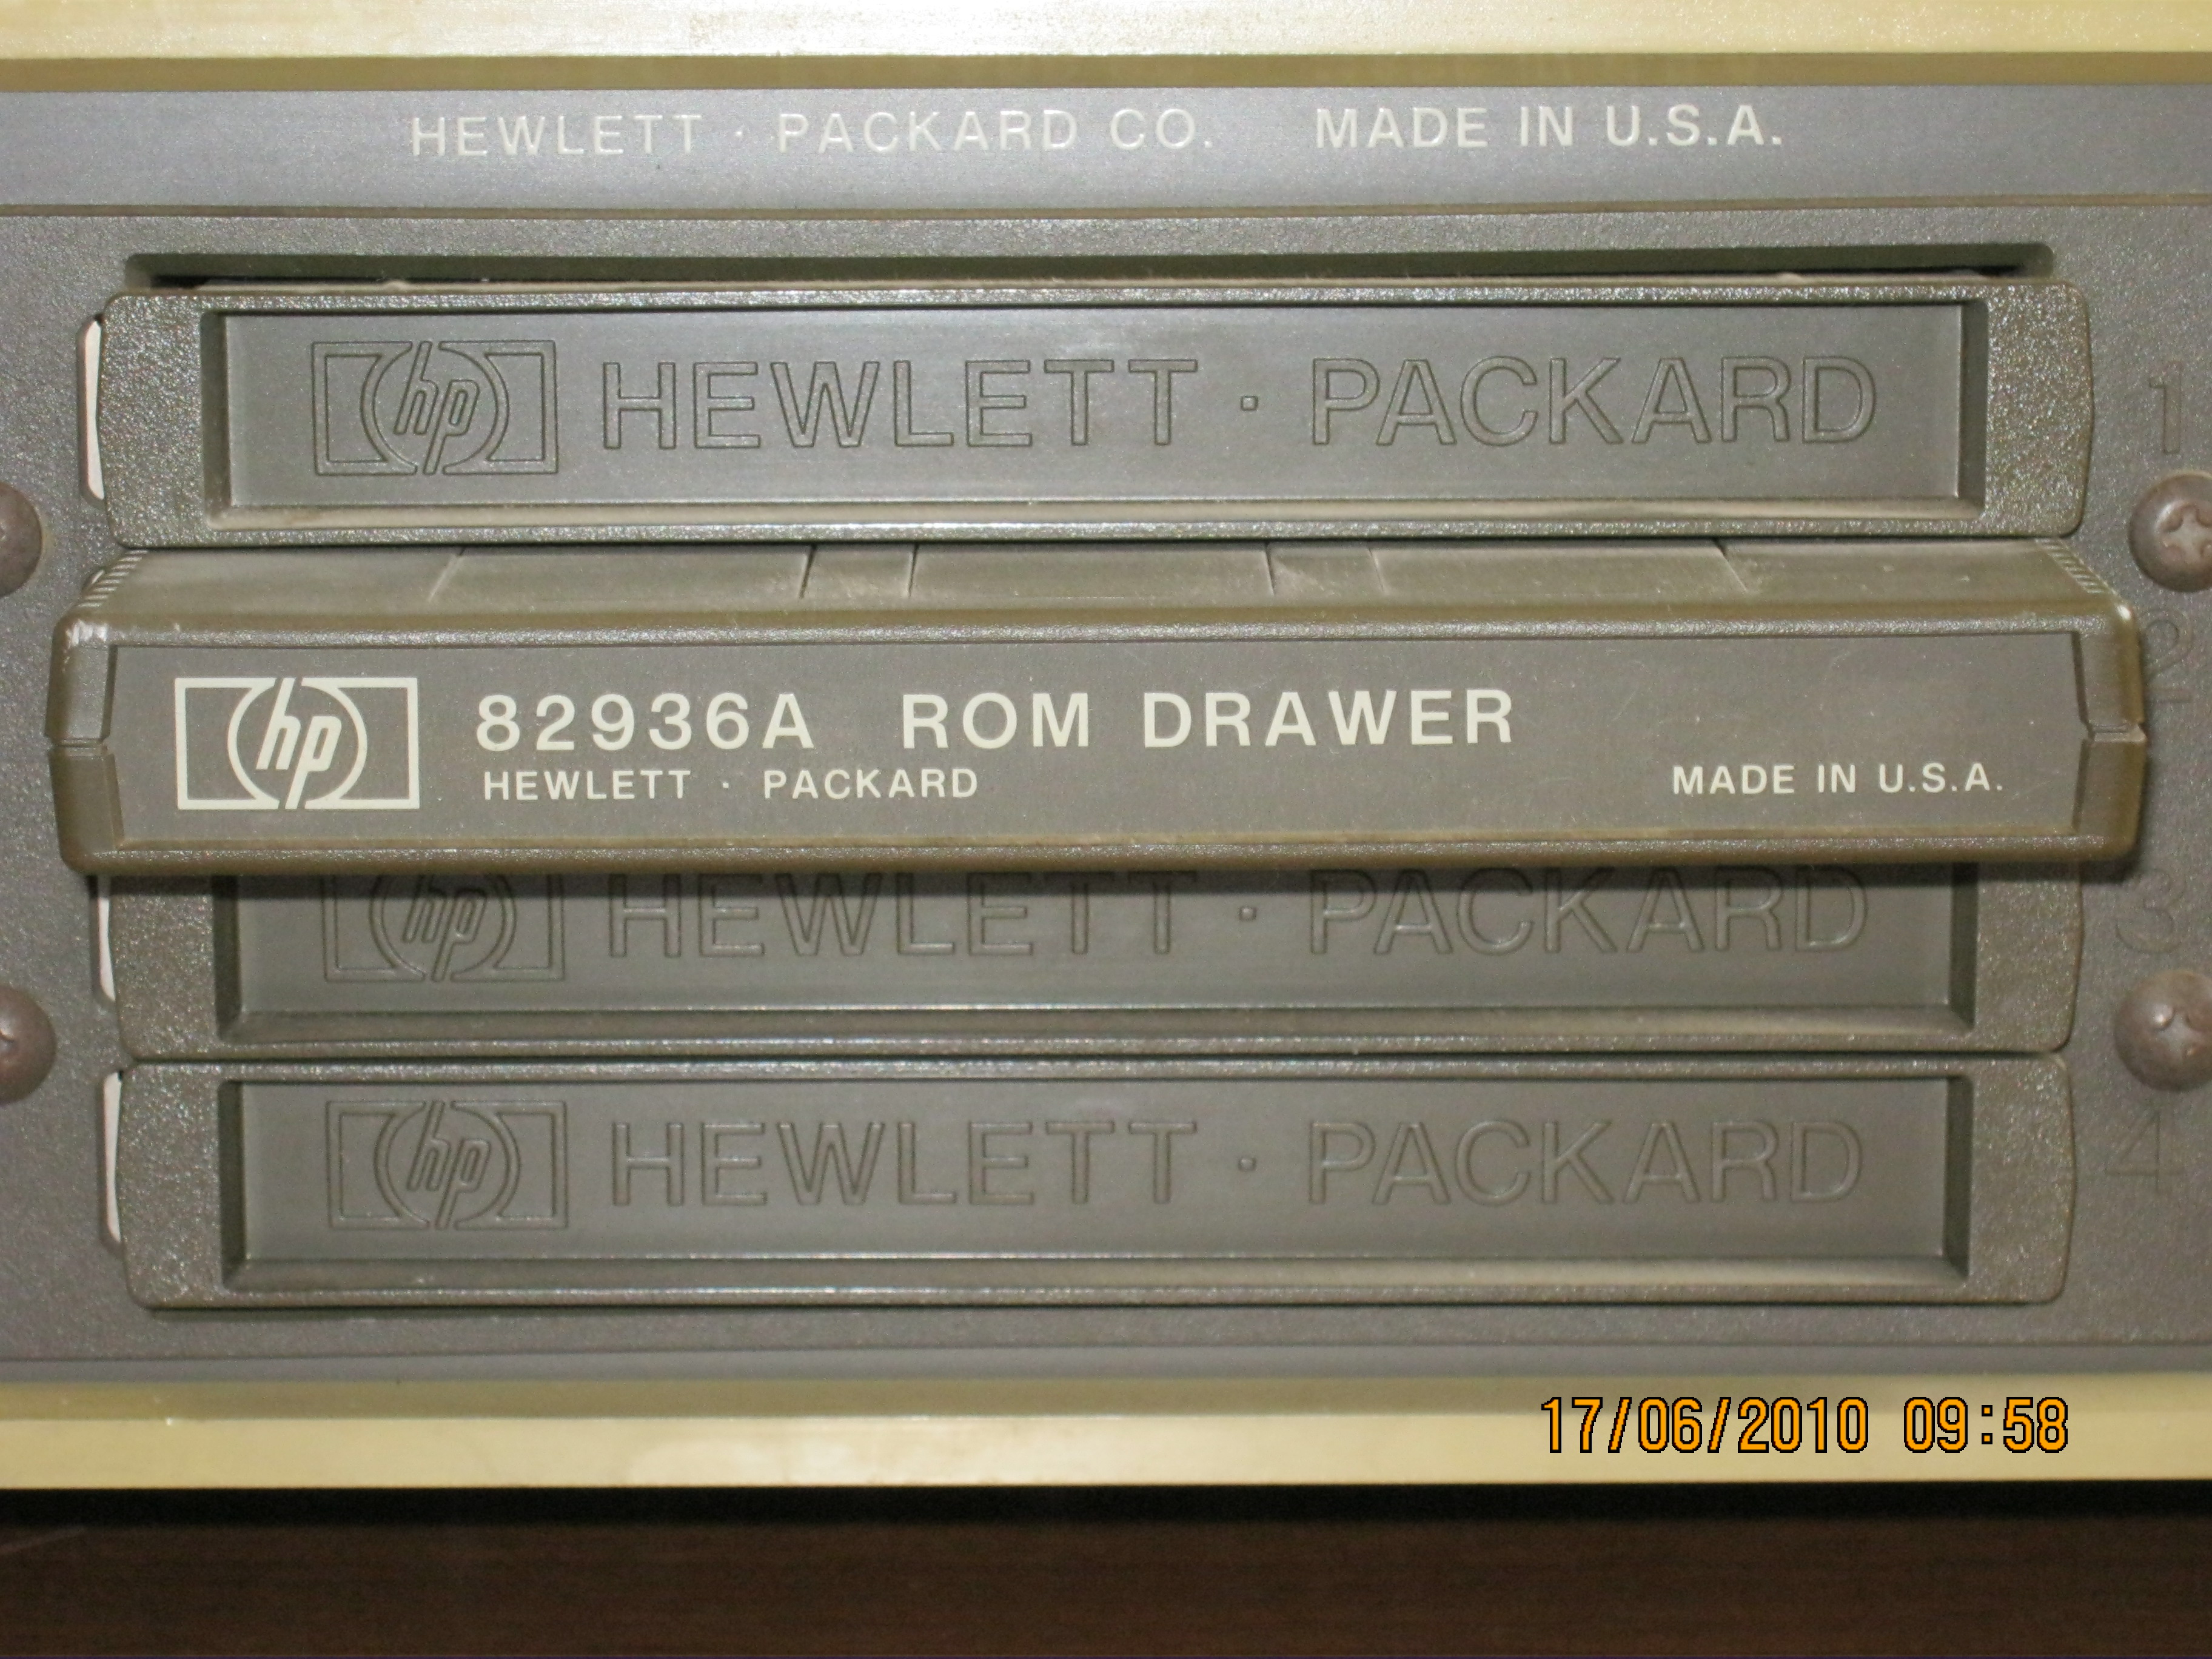 HEWLETT · PACKARD CO. MADE IN U.S.A.
hp HEWLETT · PACKARD
1
hp 82936A ROM DRAWER
HEWLETT · PACKARD MADE IN U.S.A.
2
hp HEWLETT · PACKARD
3
hp HEWLETT · PACKARD
4
17/06/2010 09:58